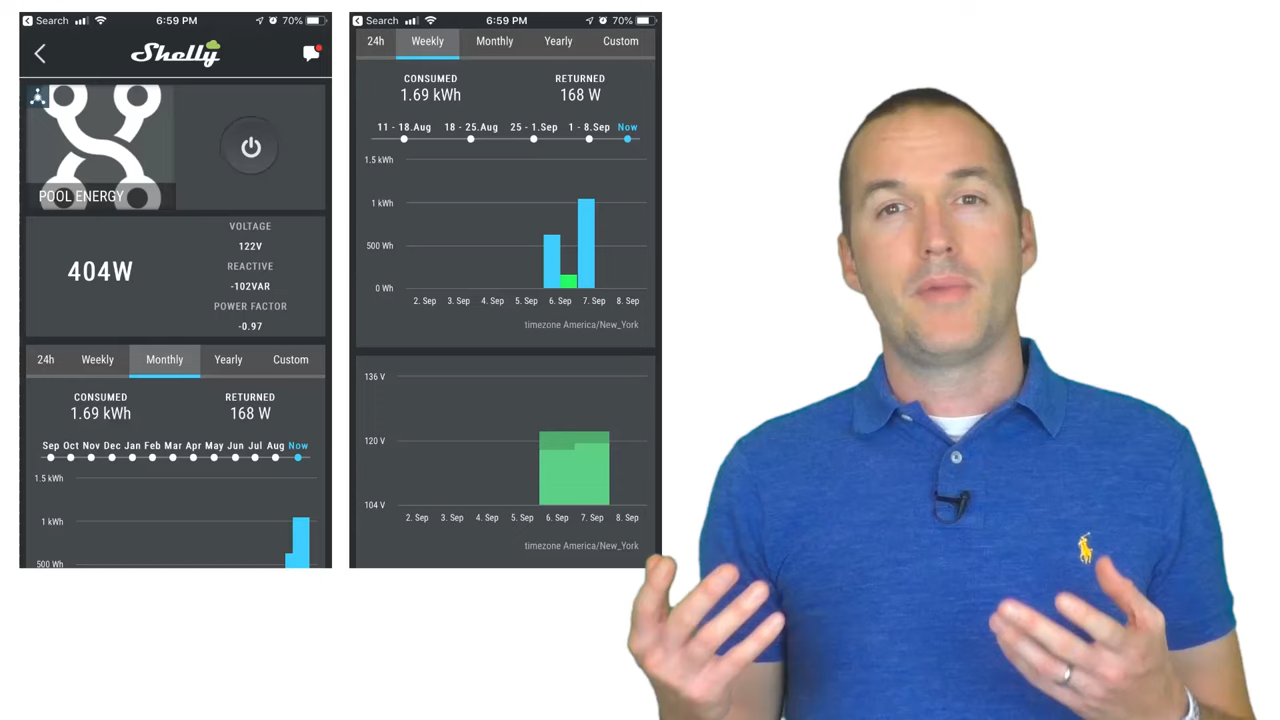 Search
6:59 PM
70%
Shelly
POOL ENERGY
404W
VOLTAGE
122V
REACTIVE
-102VAR
POWER FACTOR
-0.97
24h Weekly Monthly Yearly Custom
CONSUMED RETURNED
1.69 kWh 168 W
Sep Oct Nov Dec Jan Feb Mar Apr May Jun Jul Aug Now
1.5 kWh
1 kWh
500 Wh
Search
6:59 PM
70%
24h Weekly Monthly Yearly Custom
CONSUMED RETURNED
1.69 kWh 168 W
11 - 18.Aug 18 - 25.Aug 25 - 1.Sep 1 - 8.Sep Now
1.5 kWh
1 kWh
500 Wh
0 Wh
2. Sep 3. Sep 4. Sep 5. Sep 6. Sep 7. Sep 8. Sep
timezone America/New_York
136 V
120 V
104 V
2. Sep 3. Sep 4. Sep 5. Sep 6. Sep 7. Sep 8. Sep
timezone America/New_York